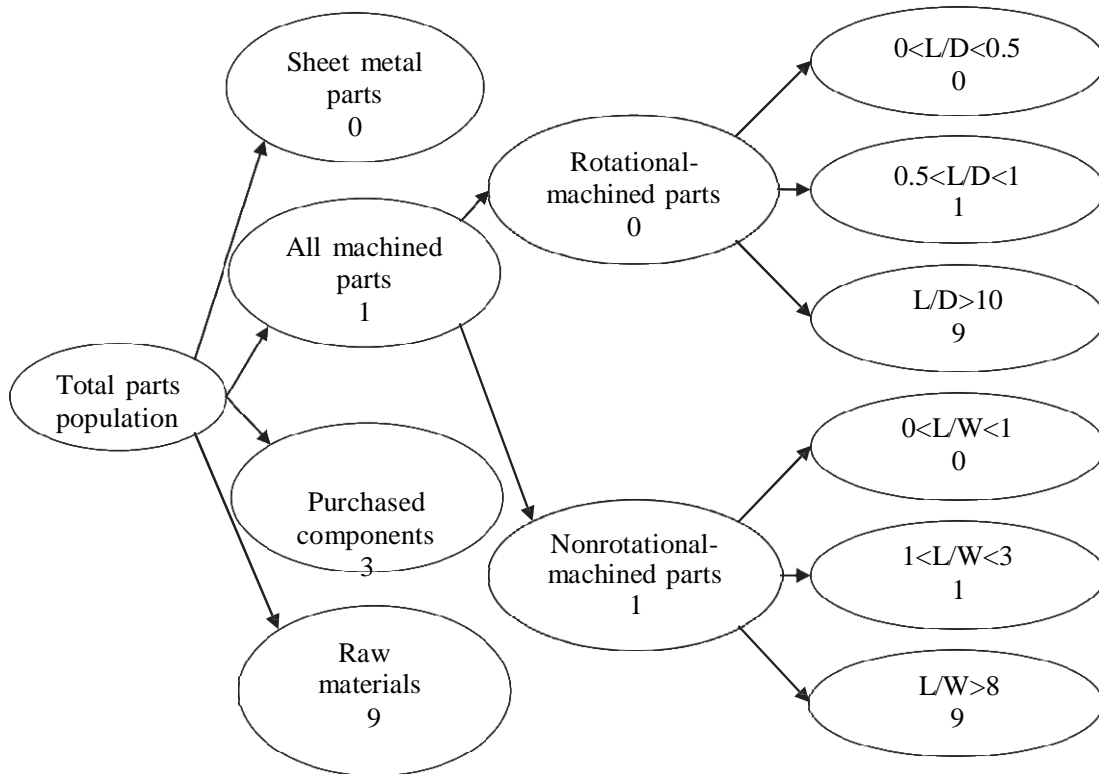 Total parts
population
Sheet metal
parts
0
All machined
parts
1
Purchased
components
3
Raw
materials
9
Rotational-
machined parts
0
Nonrotational-
machined parts
1
0<L/D<0.5
0
0.5<L/D<1
1
L/D>10
9
0<L/W<1
0
1<L/W<3
1
L/W>8
9